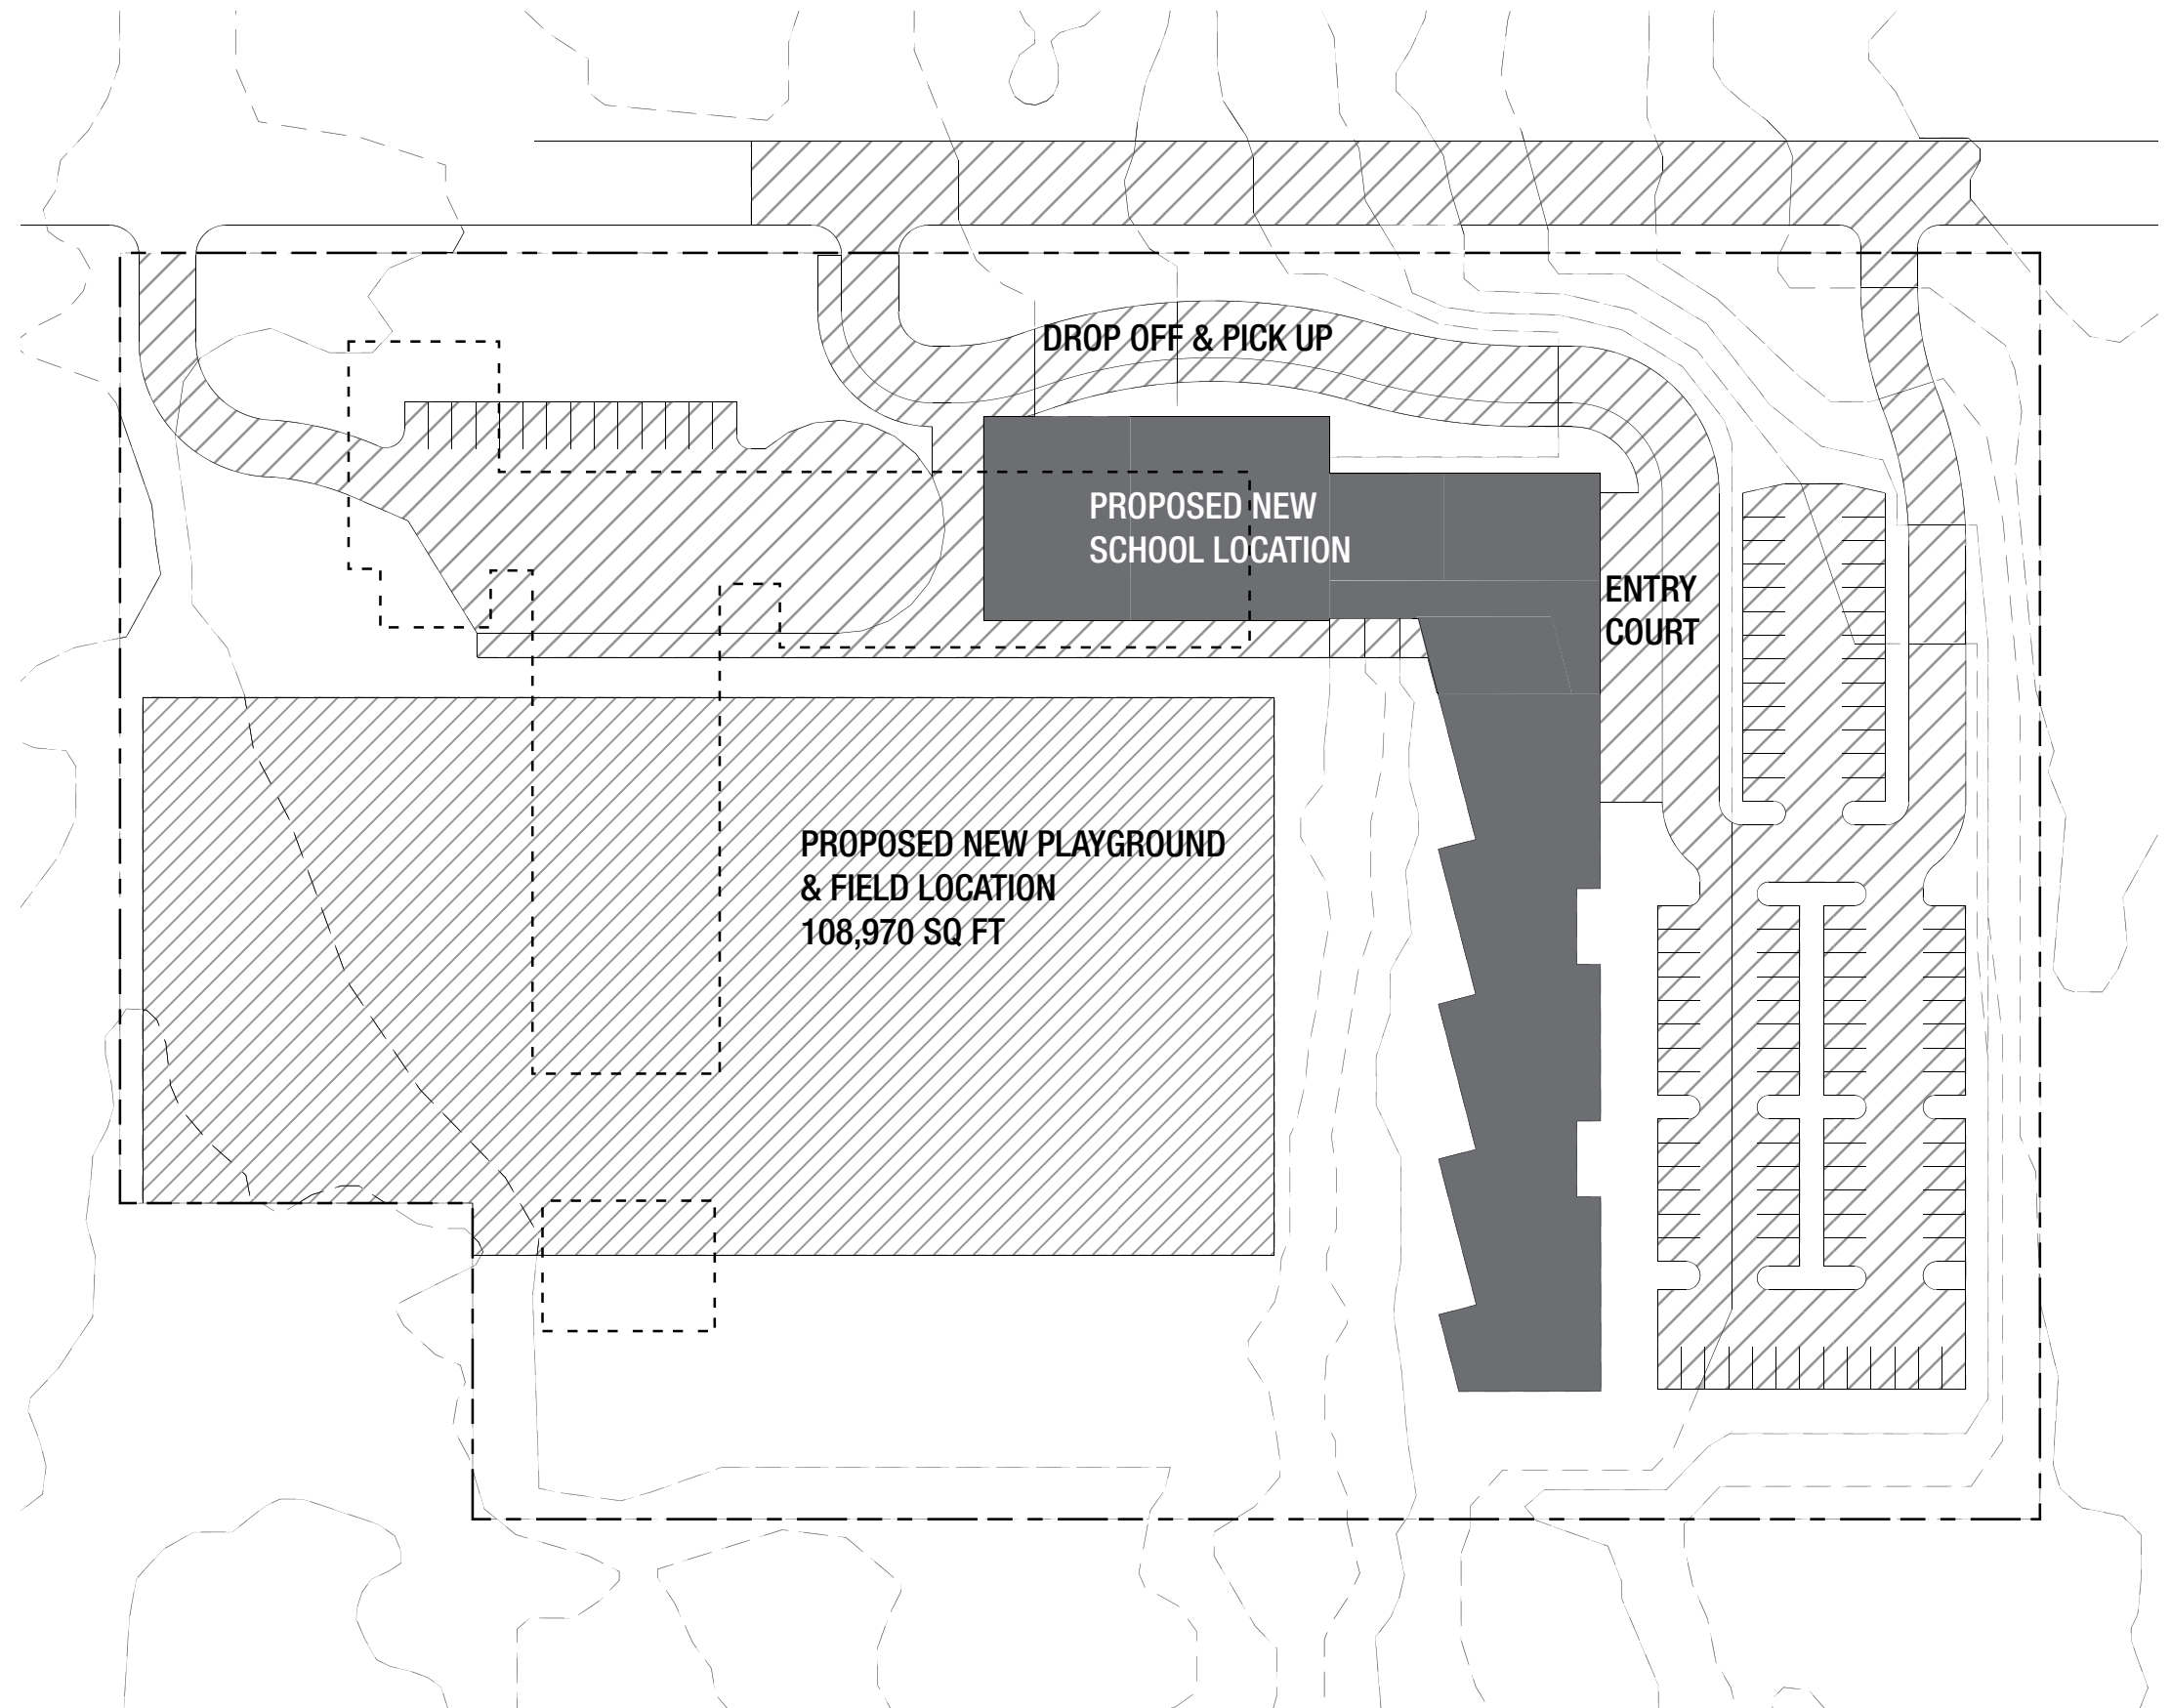 DROP OFF & PICK UP
PROPOSED NEW
SCHOOL LOCATION
ENTRY
COURT
PROPOSED NEW PLAYGROUND
& FIELD LOCATION
108,970 SQ FT